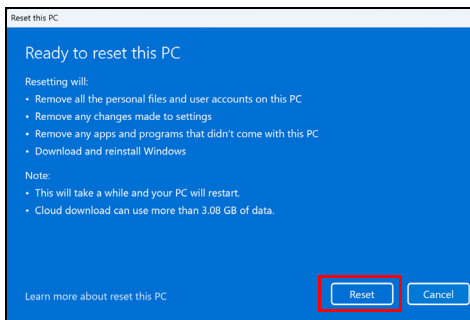 Reset this PC
Ready to reset this PC
Resetting will:
• Remove all the personal files and user accounts on this PC
• Remove any changes made to settings
• Remove any apps and programs that didn't come with this PC
• Download and reinstall Windows
Note:
• This will take a while and your PC will restart.
• Cloud download can use more than 3.08 GB of data.
Learn more about reset this PC
Reset
Cancel